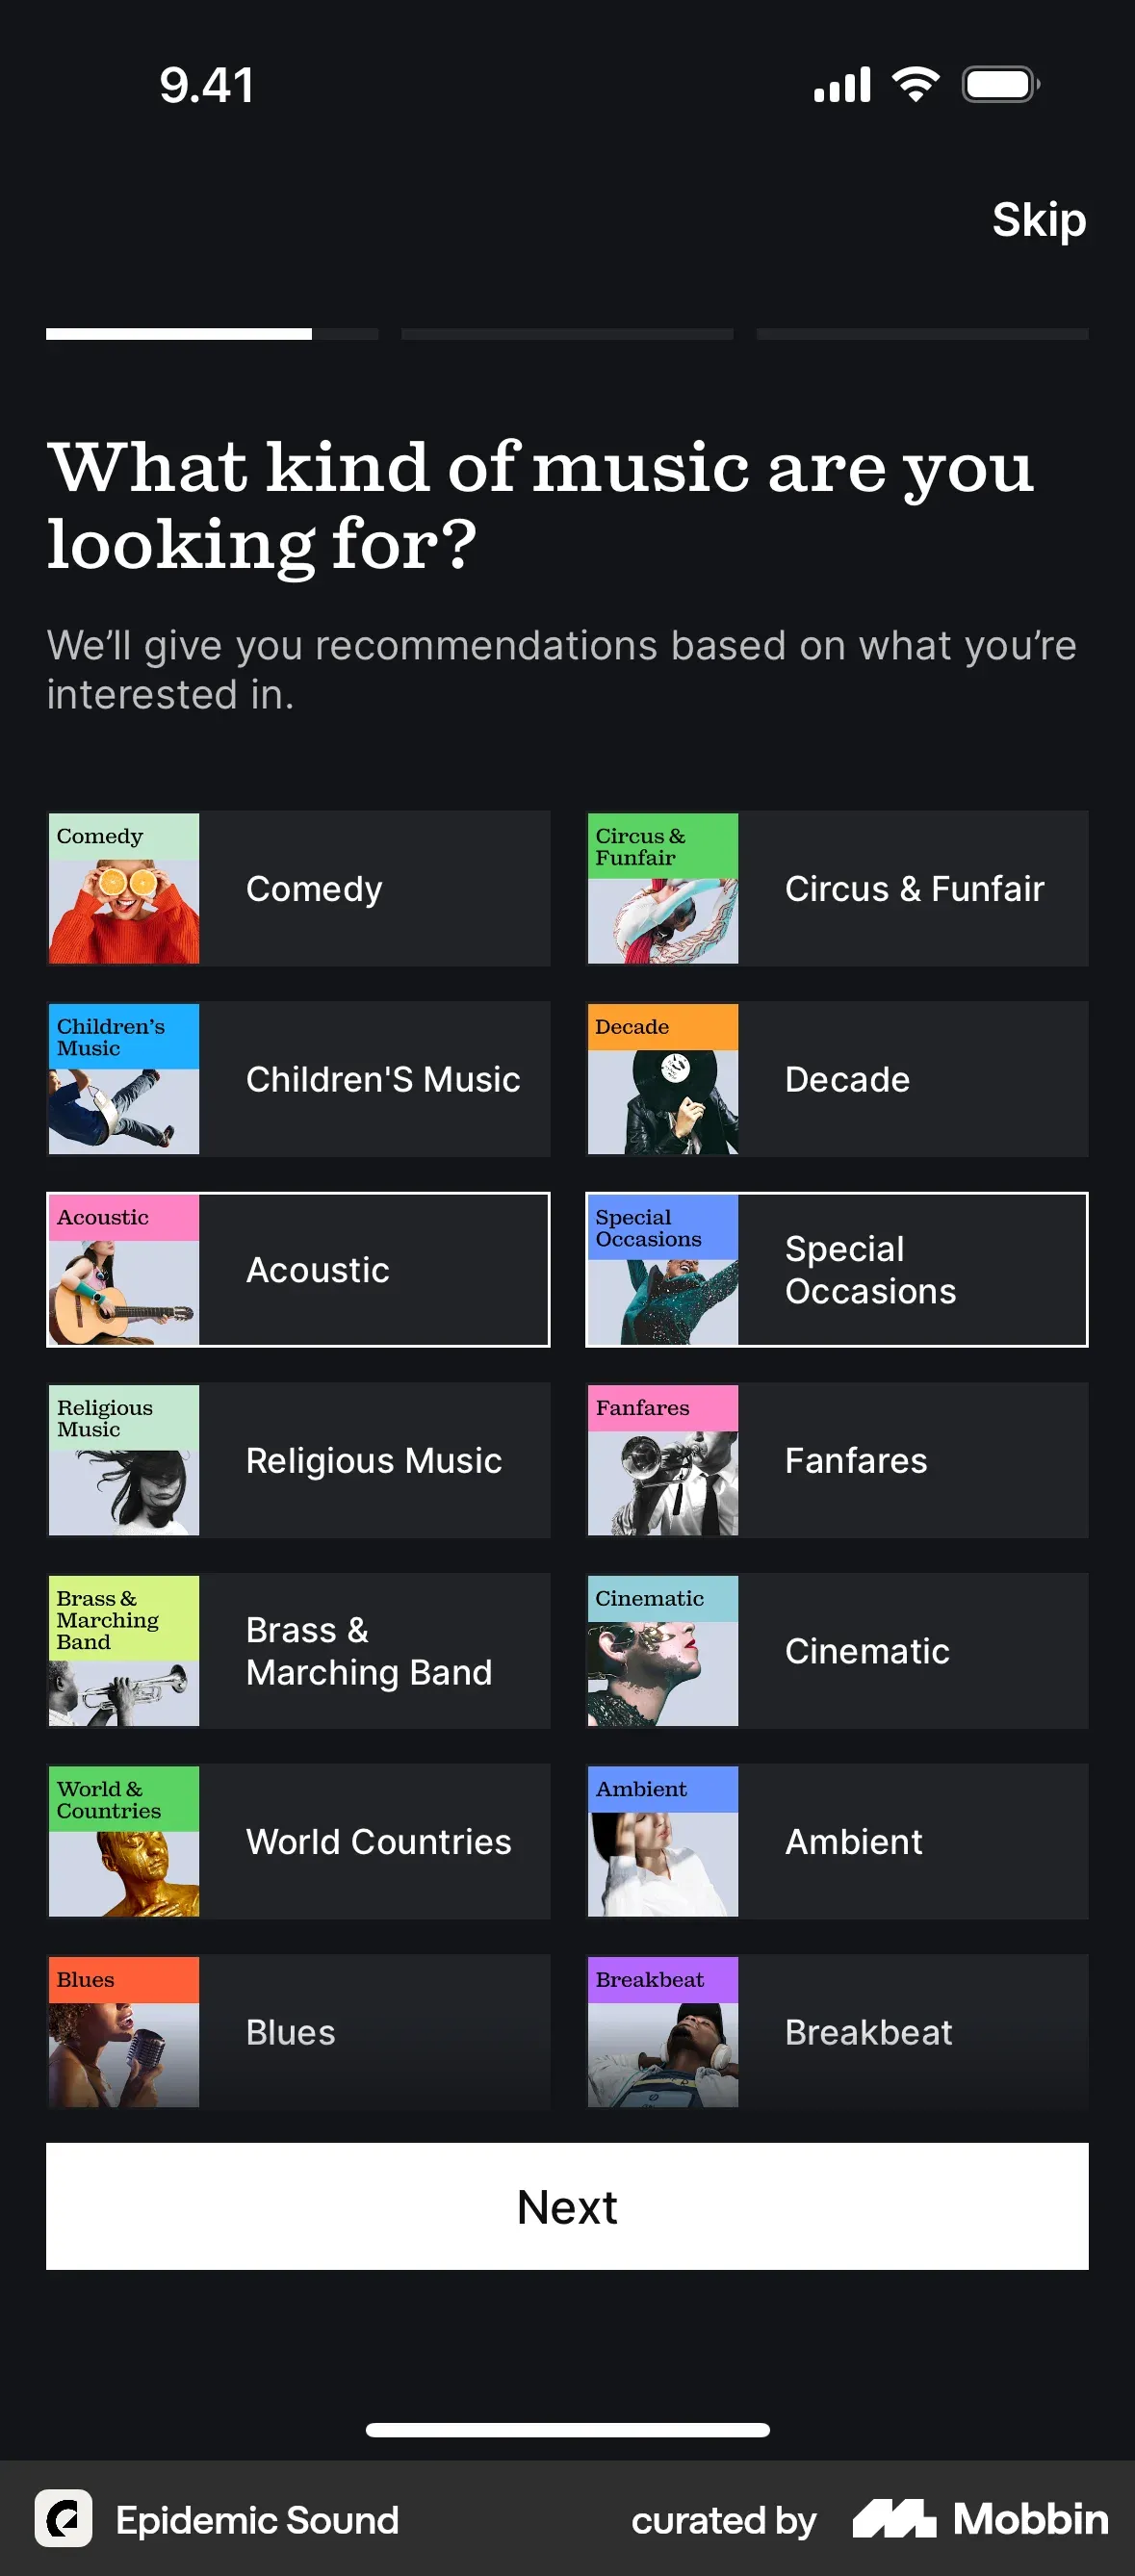 9.41
Skip
What kind of music are you
looking for?
We'll give you recommendations based on what you're
interested in.
Comedy
Comedy
Circus &
Funfair
Circus & Funfair
Children's
Music
Children'S Music
Decade
Decade
Acoustic
Acoustic
Special
Occasions
Special
Occasions
Religious
Music
Religious Music
Fanfares
Fanfares
Brass &
Marching
Band
Brass &
Marching Band
Cinematic
Cinematic
World &
Countries
World Countries
Ambient
Ambient
Blues
Blues
Breakbeat
Breakbeat
Next
Epidemic Sound
curated by
Mobbin